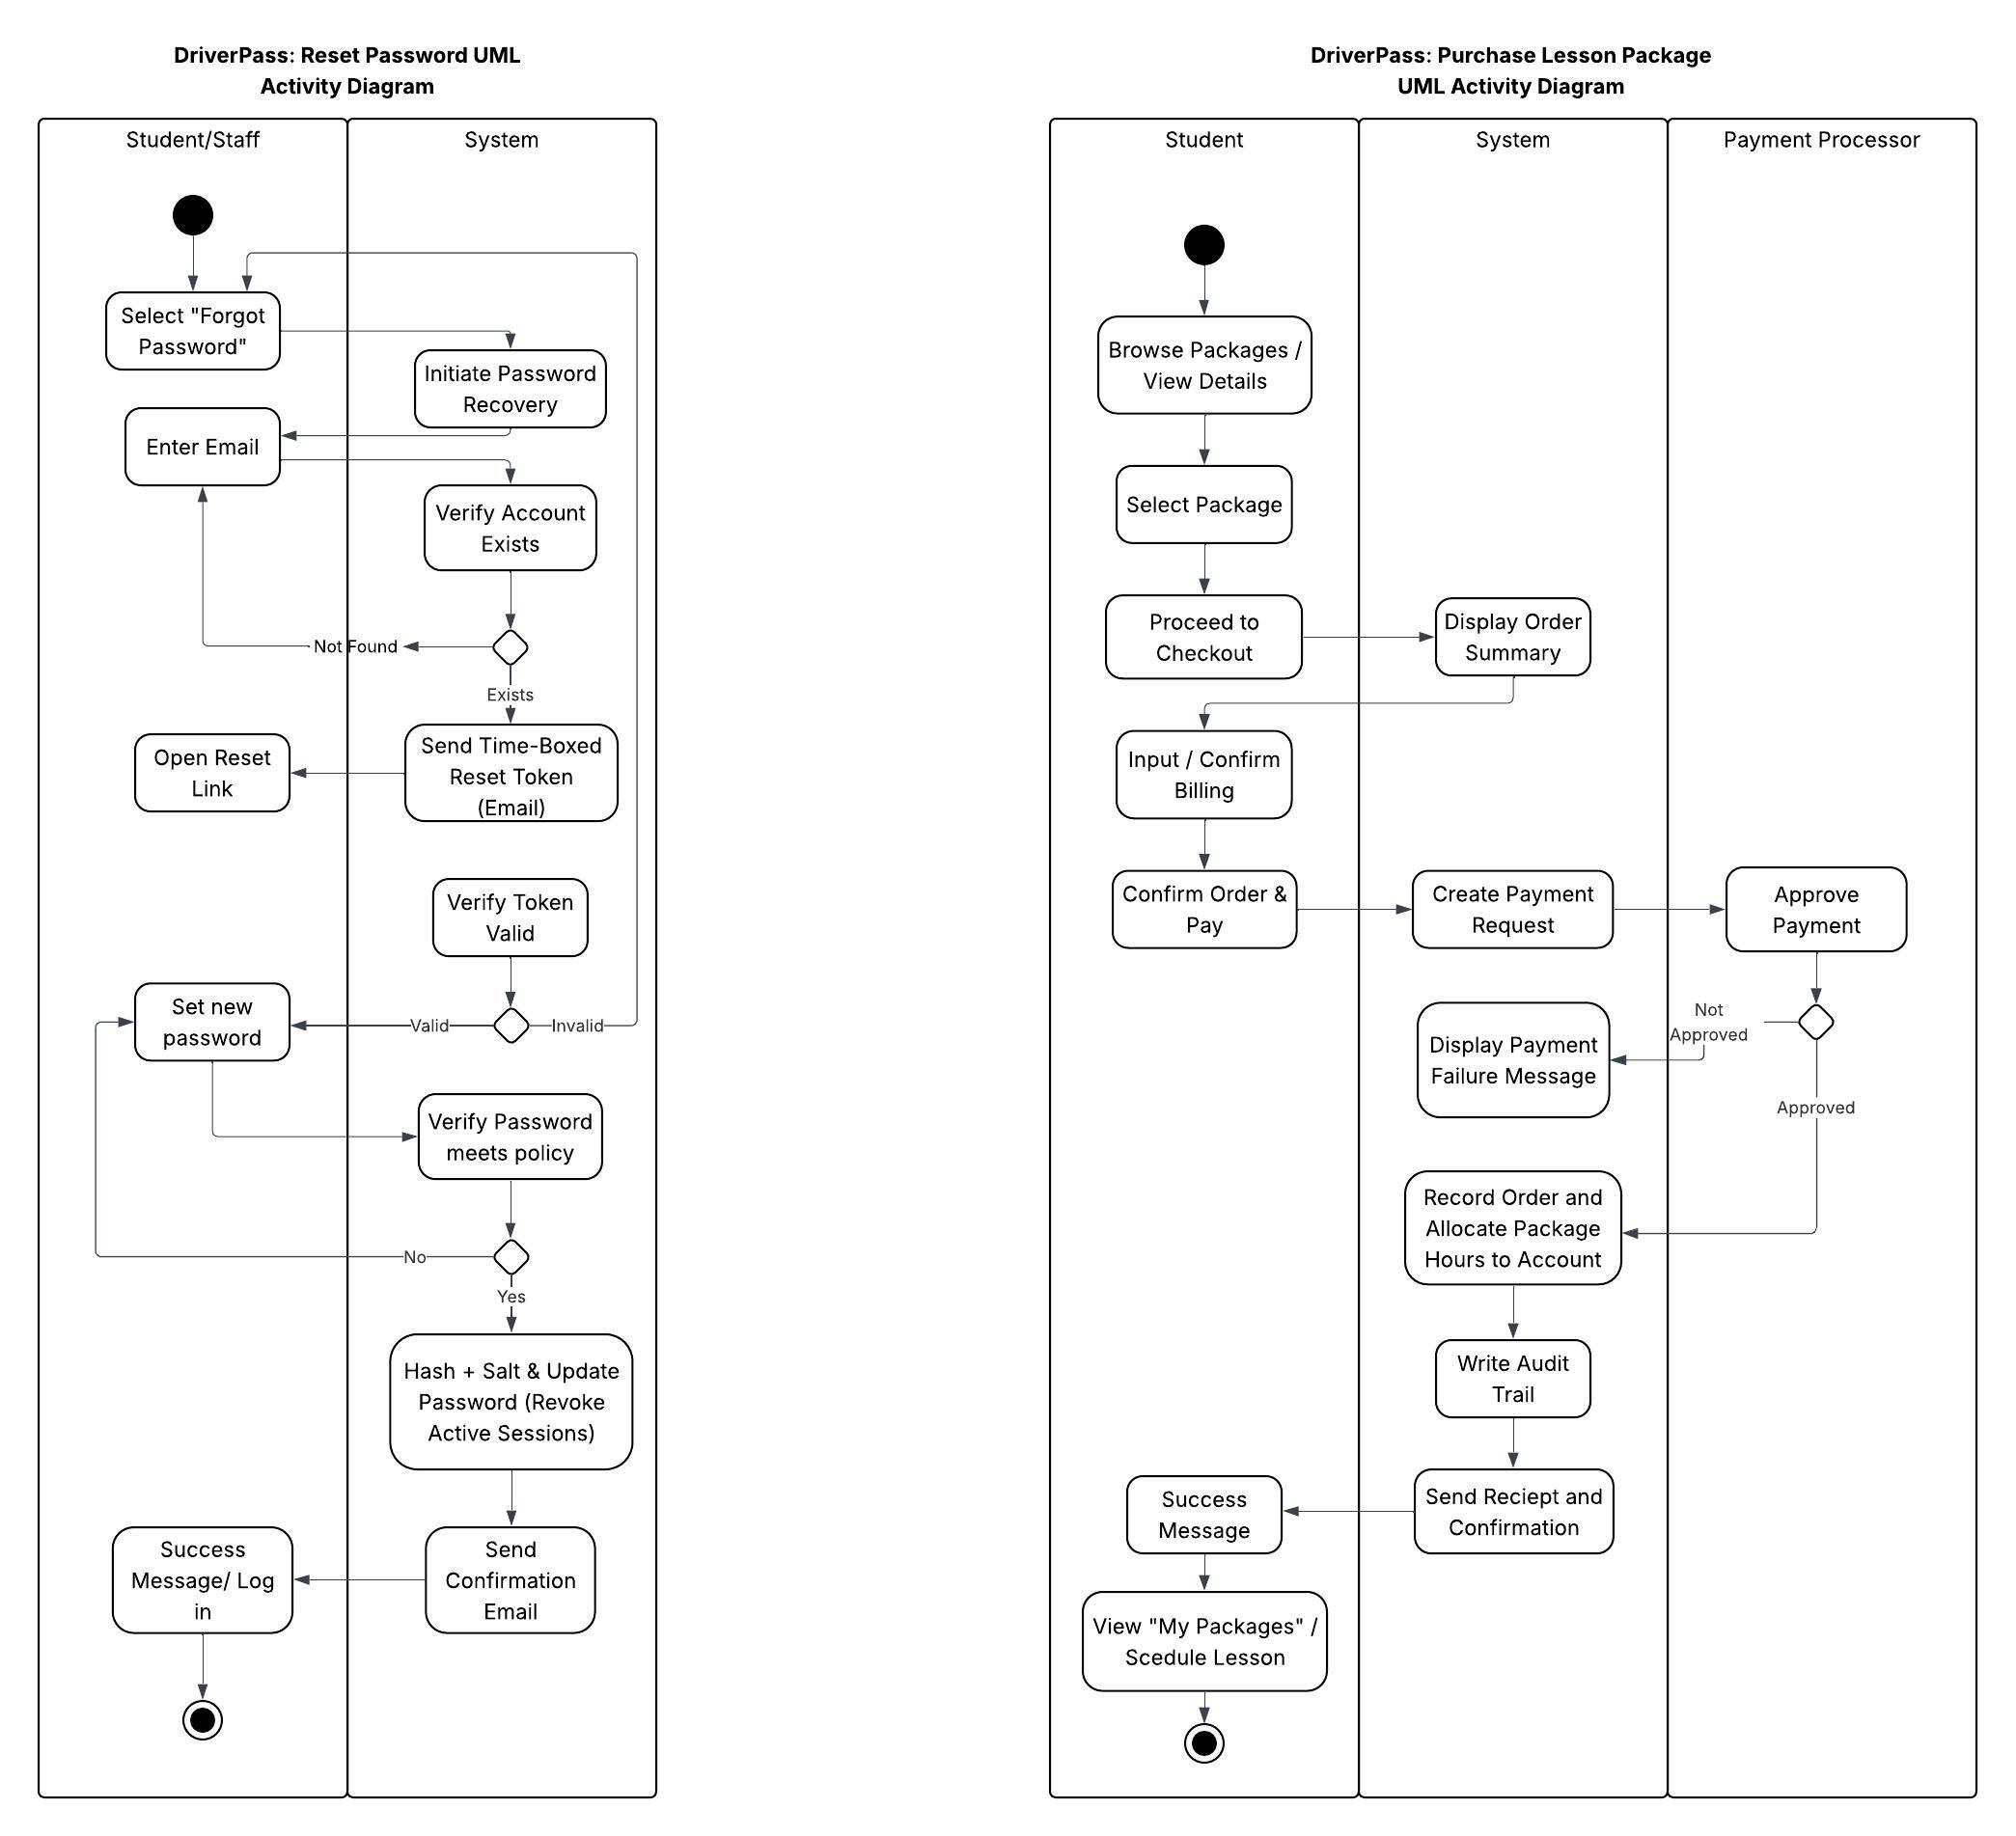 DriverPass: Reset Password UML
Activity Diagram
Student/Staff
System
Select "Forgot
Password"
Initiate Password
Recovery
Enter Email
Verify Account
Exists
Not Found
Exists
Open Reset
Link
Send Time-Boxed
Reset Token
(Email)
Verify Token
Valid
Set new
password
Valid
Invalid
Verify Password
meets policy
No
Yes
Hash + Salt & Update
Password (Revoke
Active Sessions)
Success
Message/ Log
in
Send
Confirmation
Email
DriverPass: Purchase Lesson Package
UML Activity Diagram
Student
System
Payment Processor
Browse Packages /
View Details
Select Package
Proceed to
Checkout
Display Order
Summary
Input / Confirm
Billing
Confirm Order &
Pay
Create Payment
Request
Approve
Payment
Not
Approved
Display Payment
Failure Message
Approved
Record Order and
Allocate Package
Hours to Account
Write Audit
Trail
Success
Message
Send Reciept and
Confirmation
View "My Packages" /
Scedule Lesson